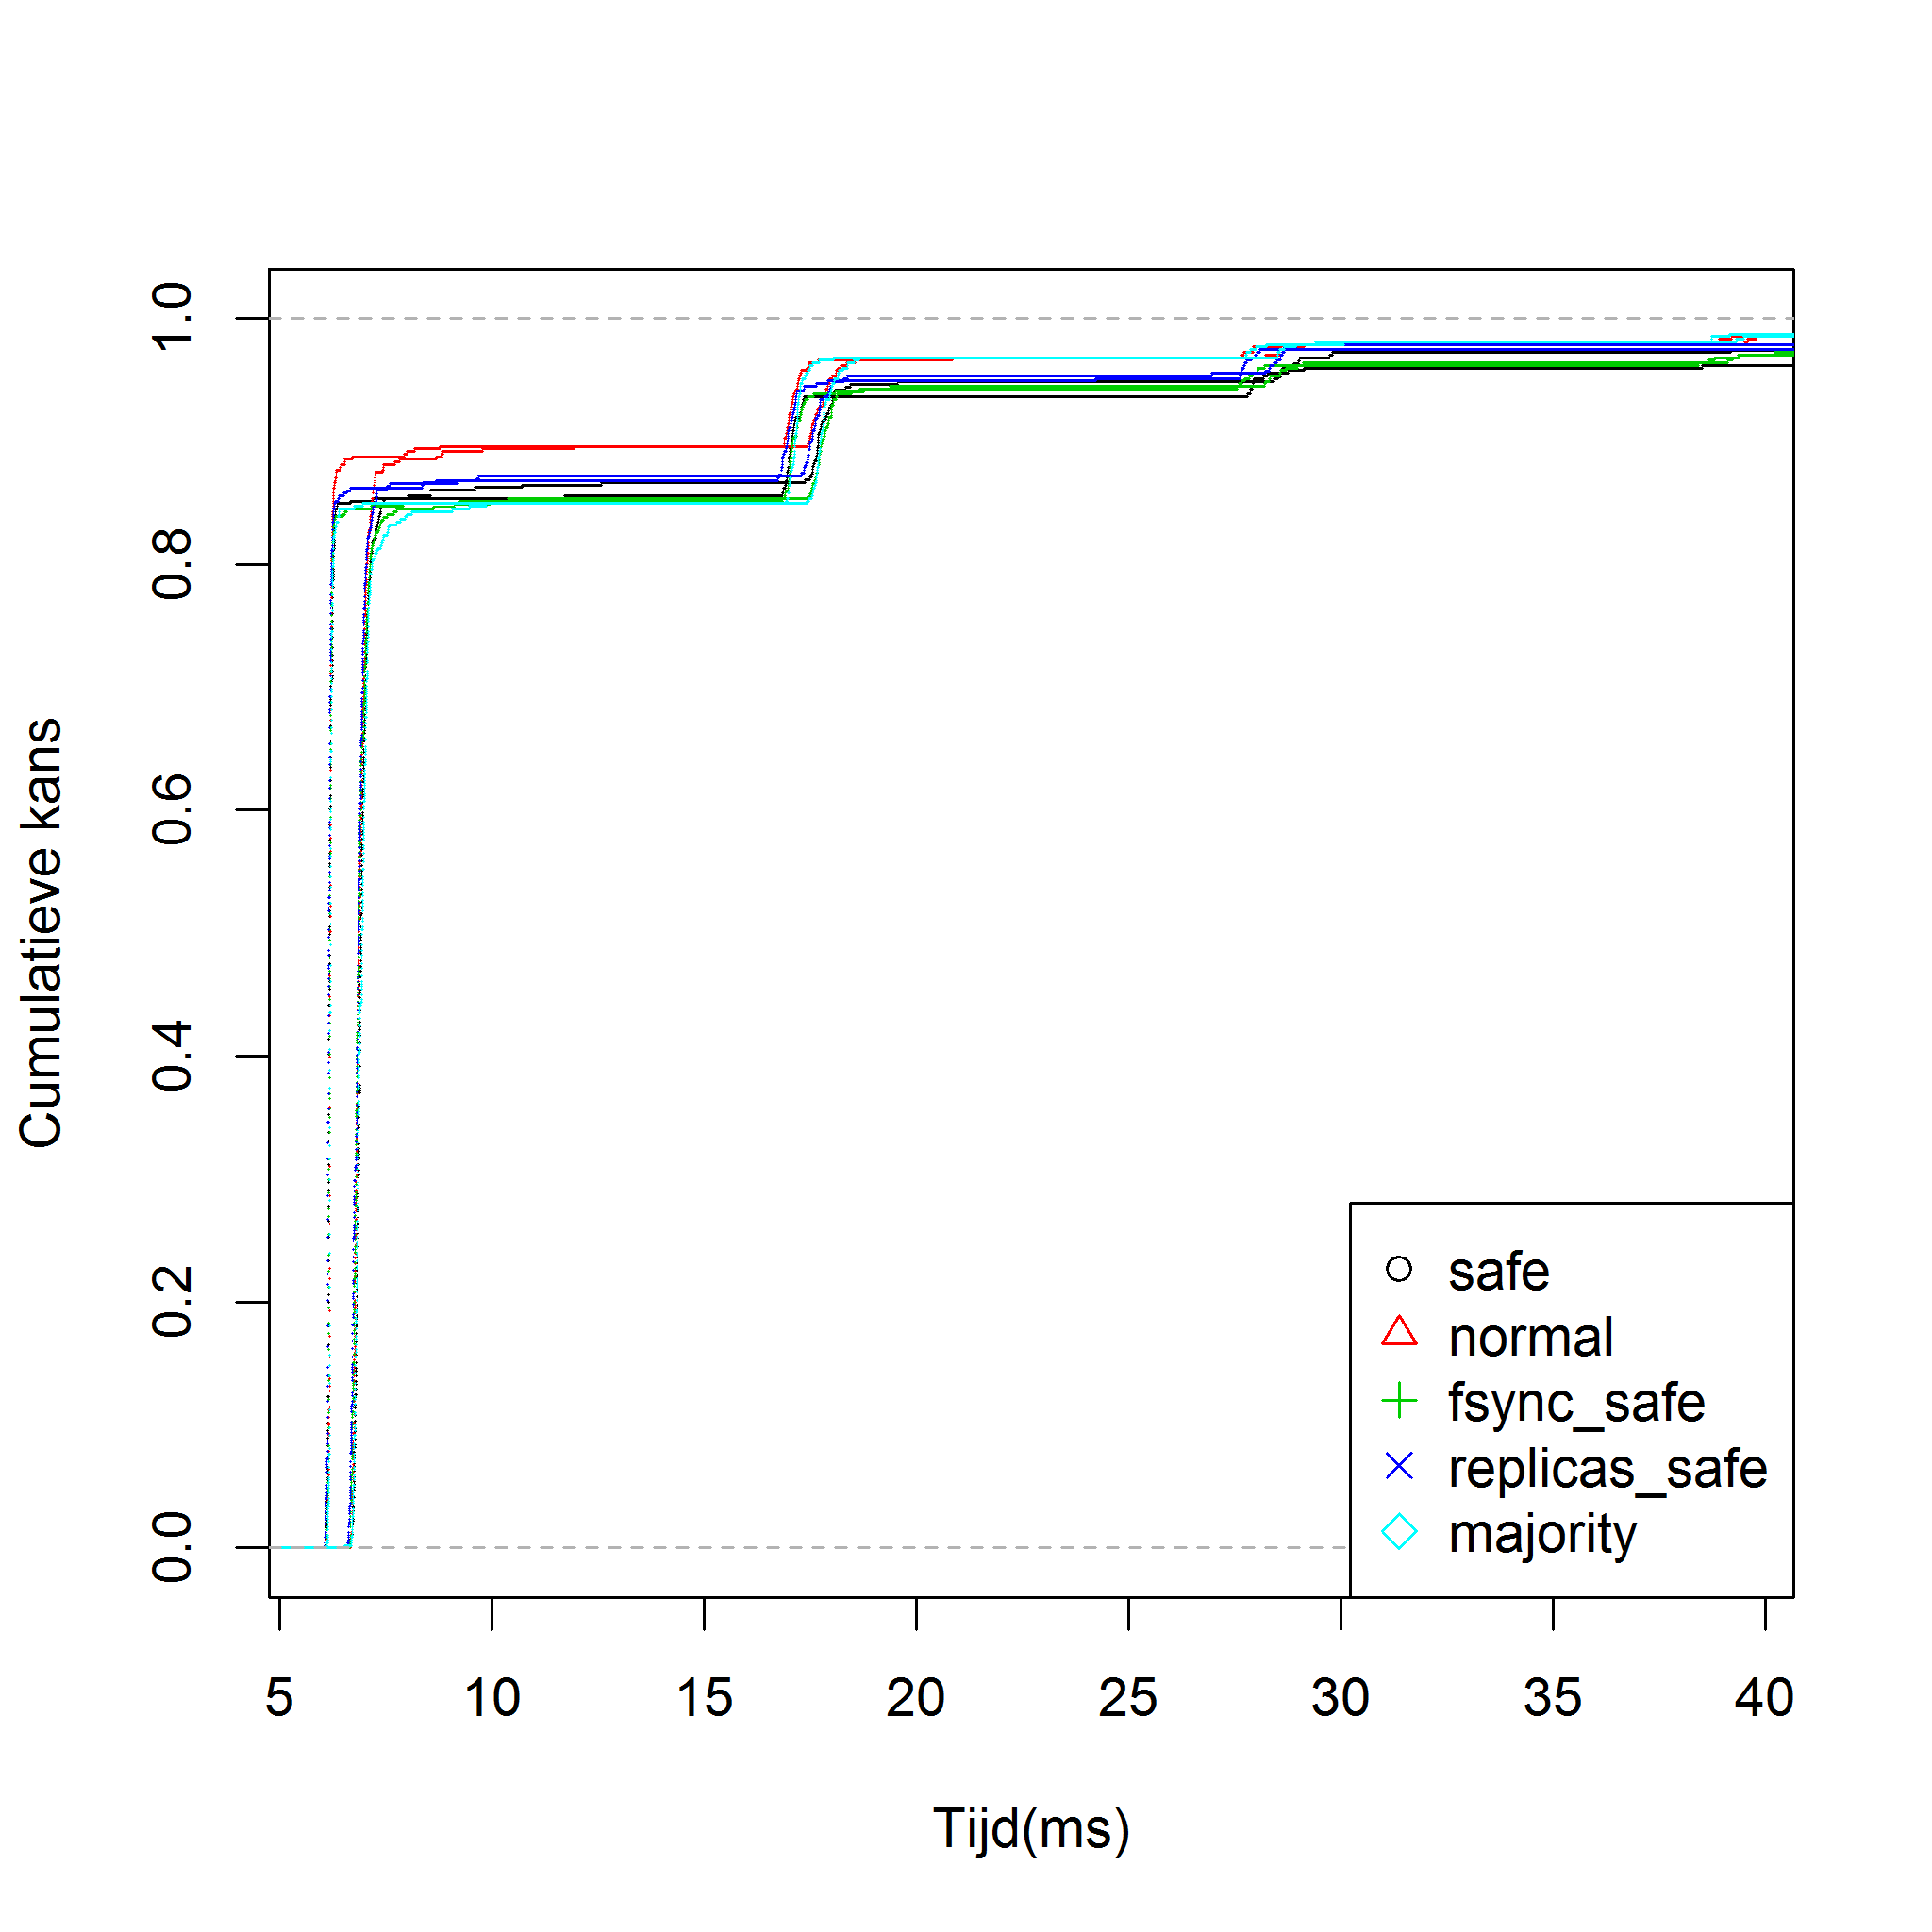 Cumulatieve kans
1.0
0.8
0.6
0.4
0.2
0.0
safe
normal
fsync_safe
replicas_safe
majority
5 10 15 20 25 30 35 40
Tijd(ms)